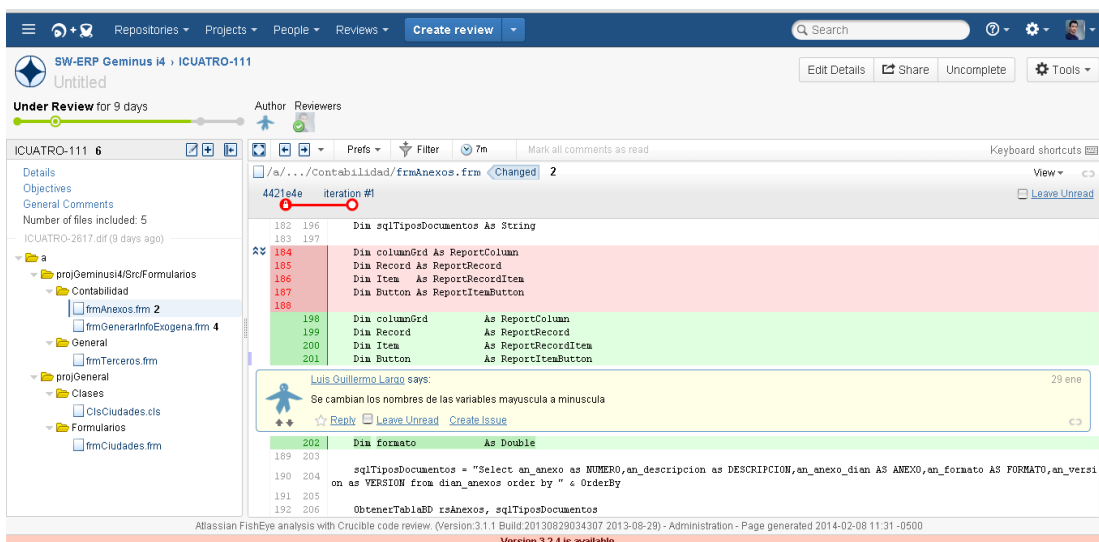 Repositories Projects People Reviews Create review Search
SW-ERP Geminus i4 › ICUATRO-111
Untitled
Edit Details Share Uncomplete Tools
Under Review for 9 days
Author Reviewers
ICUATRO-111 6
Prefs Filter 7m Mark all comments as read Keyboard shortcuts
Details
Objectives
General Comments
Number of files included: 5
ICUATRO-2617.dif (9 days ago)
a
projGeminusi4/Src/Formularios
Contabilidad
frmAnexos.frm 2
frmGenerarInfoExogena.frm 4
General
frmTerceros.frm
projGeneral
Clases
ClsCiudades.cls
Formularios
frmCiudades.frm
/a/.../Contabilidad/frmAnexos.frm Changed 2
View
4421e4e iteration #1
Leave Unread
182 196 Dim sqlTiposDocumentos As String
183 197
184 Dim columnGrd As ReportColumn
185 Dim Record As ReportRecord
186 Dim Item As ReportRecordItem
187 Dim Button As ReportItemButton
188
198 Dim columnGrd As ReportColumn
199 Dim Record As ReportRecord
200 Dim Item As ReportRecordItem
201 Dim Button As ReportItemButton
Luis Guillermo Largo says: 29 ene
Se cambian los nombres de las variables mayuscula a minuscula
Reply Leave Unread Create Issue
202 Dim formato As Double
189 203
190 204 sqlTiposDocumentos = "Select an_anexo as NUMERO,an_descripcion as DESCRIPCION,an_anexo_dian AS ANEXO,an_formato AS FORMATO,an_versi
on as VERSION from dian_anexos order by " & OrderBy
191 205
192 206 ObtenerTablaBD rsAnexos, sqlTiposDocumentos
Atlassian FishEye analysis with Crucible code review. (Version:3.1.1 Build:20130829034307 2013-08-29) - Administration - Page generated 2014-02-08 11:31 -0500
Version 3.2.4 is available